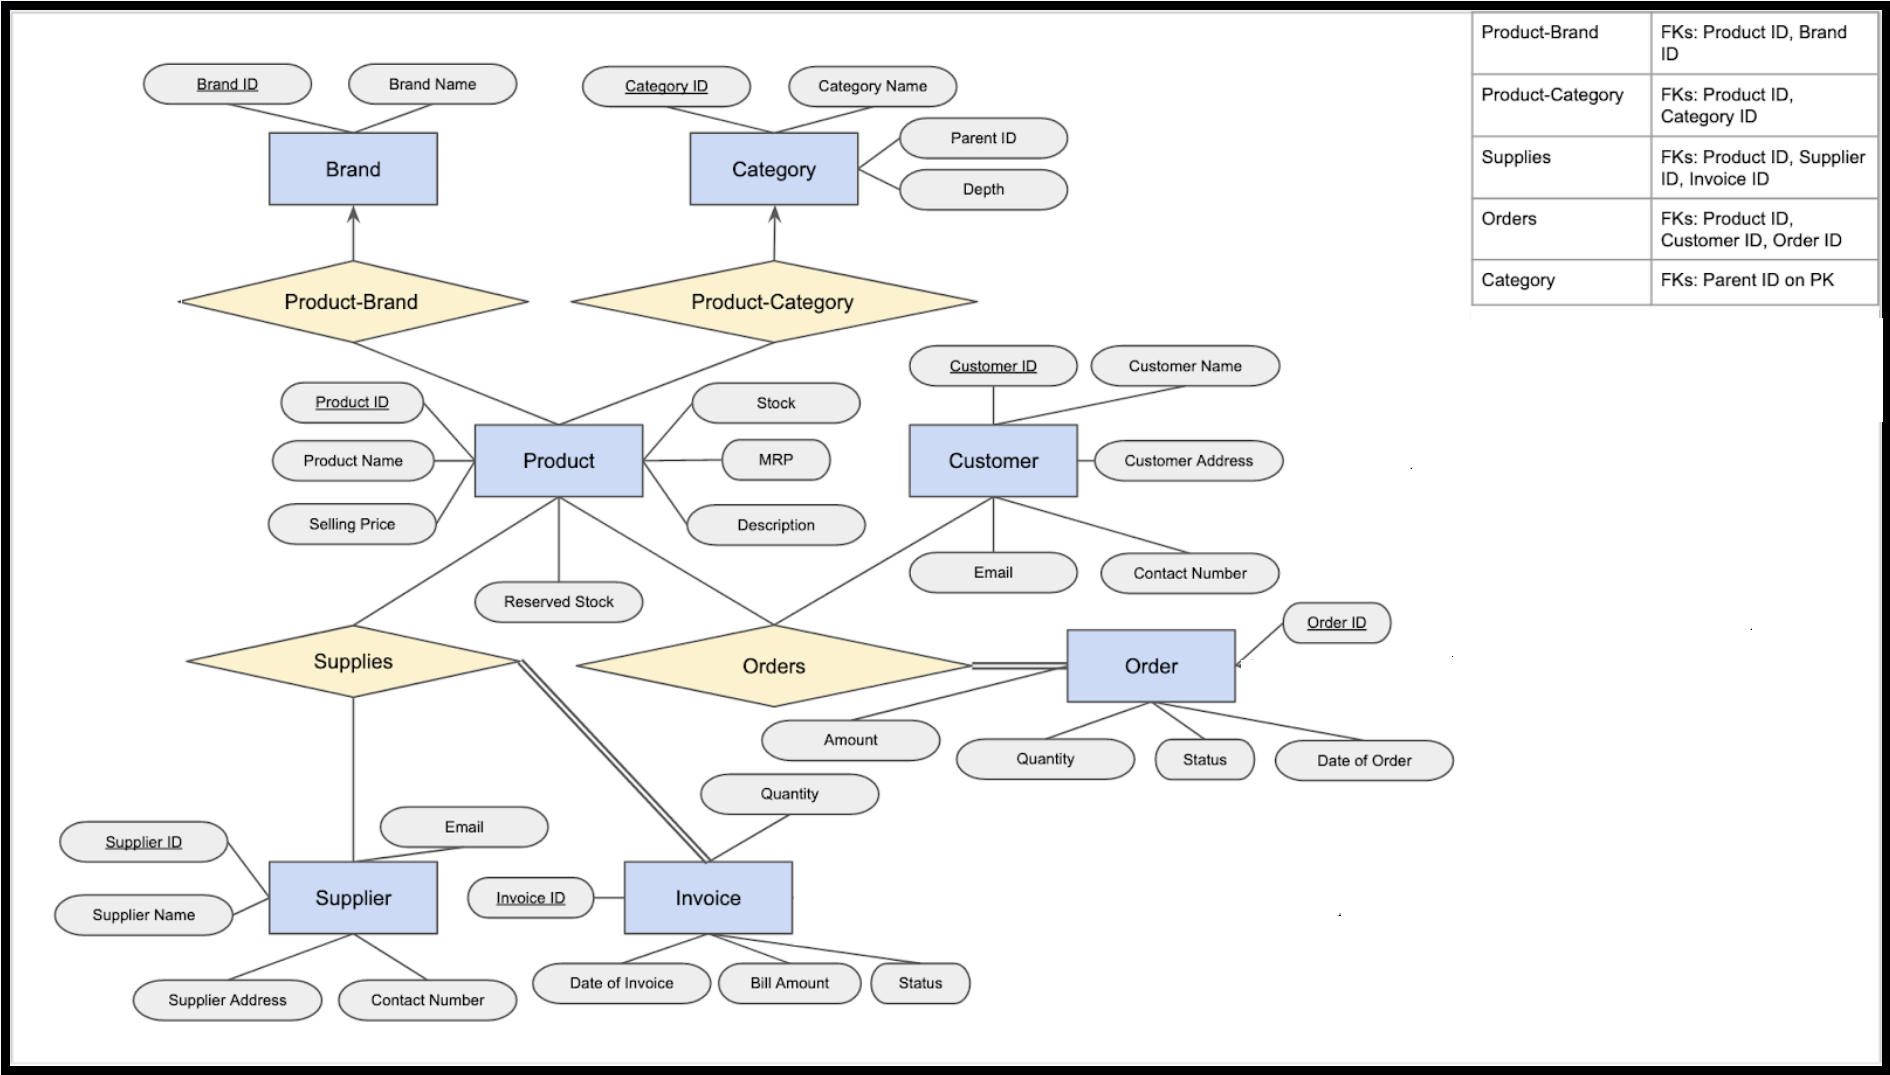 Product-Brand
FKs: Product ID, Brand
ID
Product-Category
FKs: Product ID,
Category ID
Supplies
FKs: Product ID, Supplier
ID, Invoice ID
Orders
FKs: Product ID,
Customer ID, Order ID
Category
FKs: Parent ID on PK
Brand ID
Brand Name
Category ID
Category Name
Parent ID
Brand
Category
Depth
Product-Brand
Product-Category
Customer ID
Customer Name
Product ID
Stock
Product Name
Product
MRP
Customer
Customer Address
Selling Price
Description
Email
Contact Number
Reserved Stock
Order ID
Supplies
Orders
Order
Amount
Quantity
Status
Date of Order
Quantity
Email
Supplier ID
Supplier
Invoice ID
Invoice
Supplier Name
Date of Invoice
Bill Amount
Status
Supplier Address
Contact Number